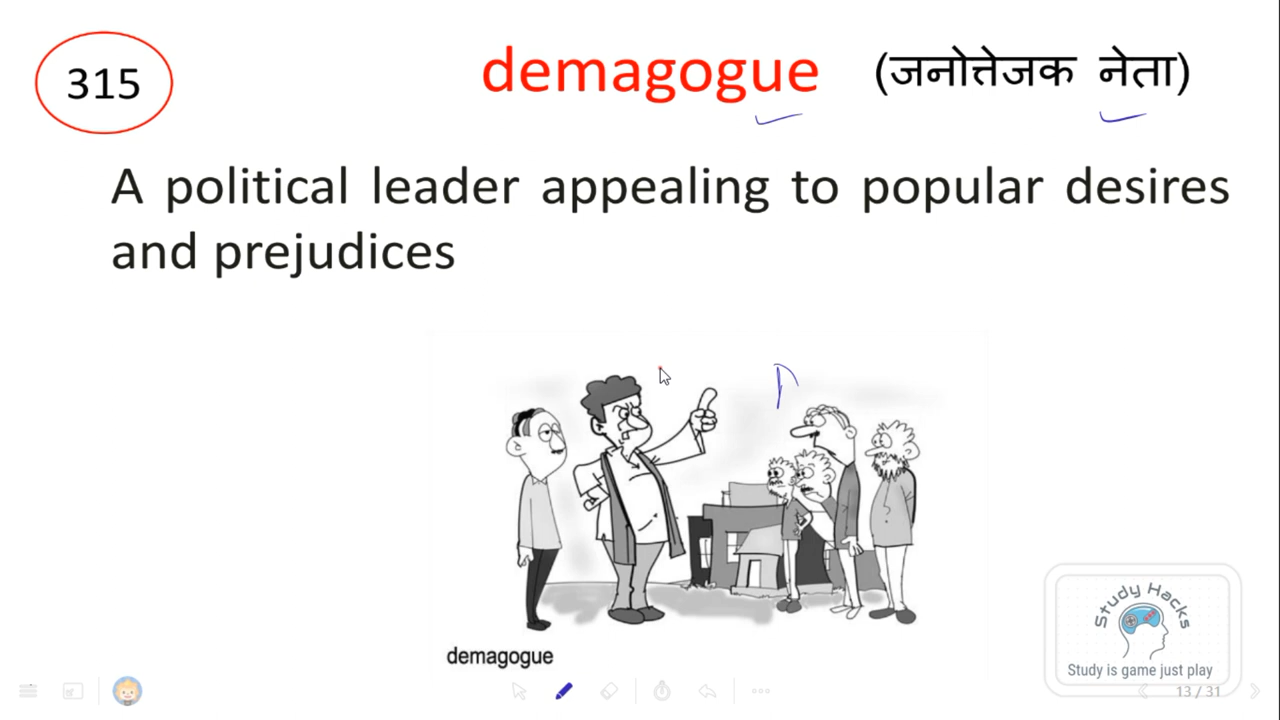 315
demagogue (जनोत्तेजक नेता)
A political leader appealing to popular desires
and prejudices
demagogue
Study Hacks
Study is game just play
13 / 31